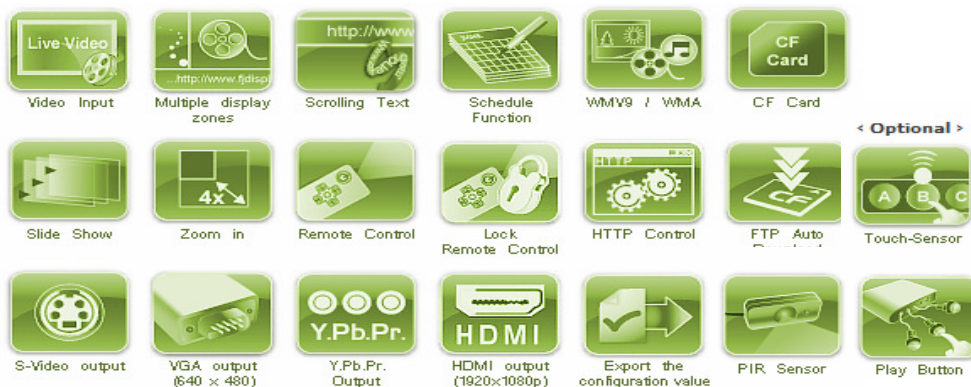 Live Video
Video Input
...http://www.fjdispl
Multiple display
zones
http://www
Scrolling Text
Schedule
Function
WMV9 / WMA
CF
Card
CF Card
< Optional >
Slide Show
4x
Zoom in
Remote Control
Lock
Remote Control
HTTP
HTTP Control
CF
FTP Auto
Download
A B C
Touch-Sensor
S-Video output
VGA output
(640 x 480)
Y.Pb.Pr.
Y.Pb.Pr.
Output
HDMI
HDMI output
(1920x1080p)
Export the
configuration value
PIR Sensor
Play Button